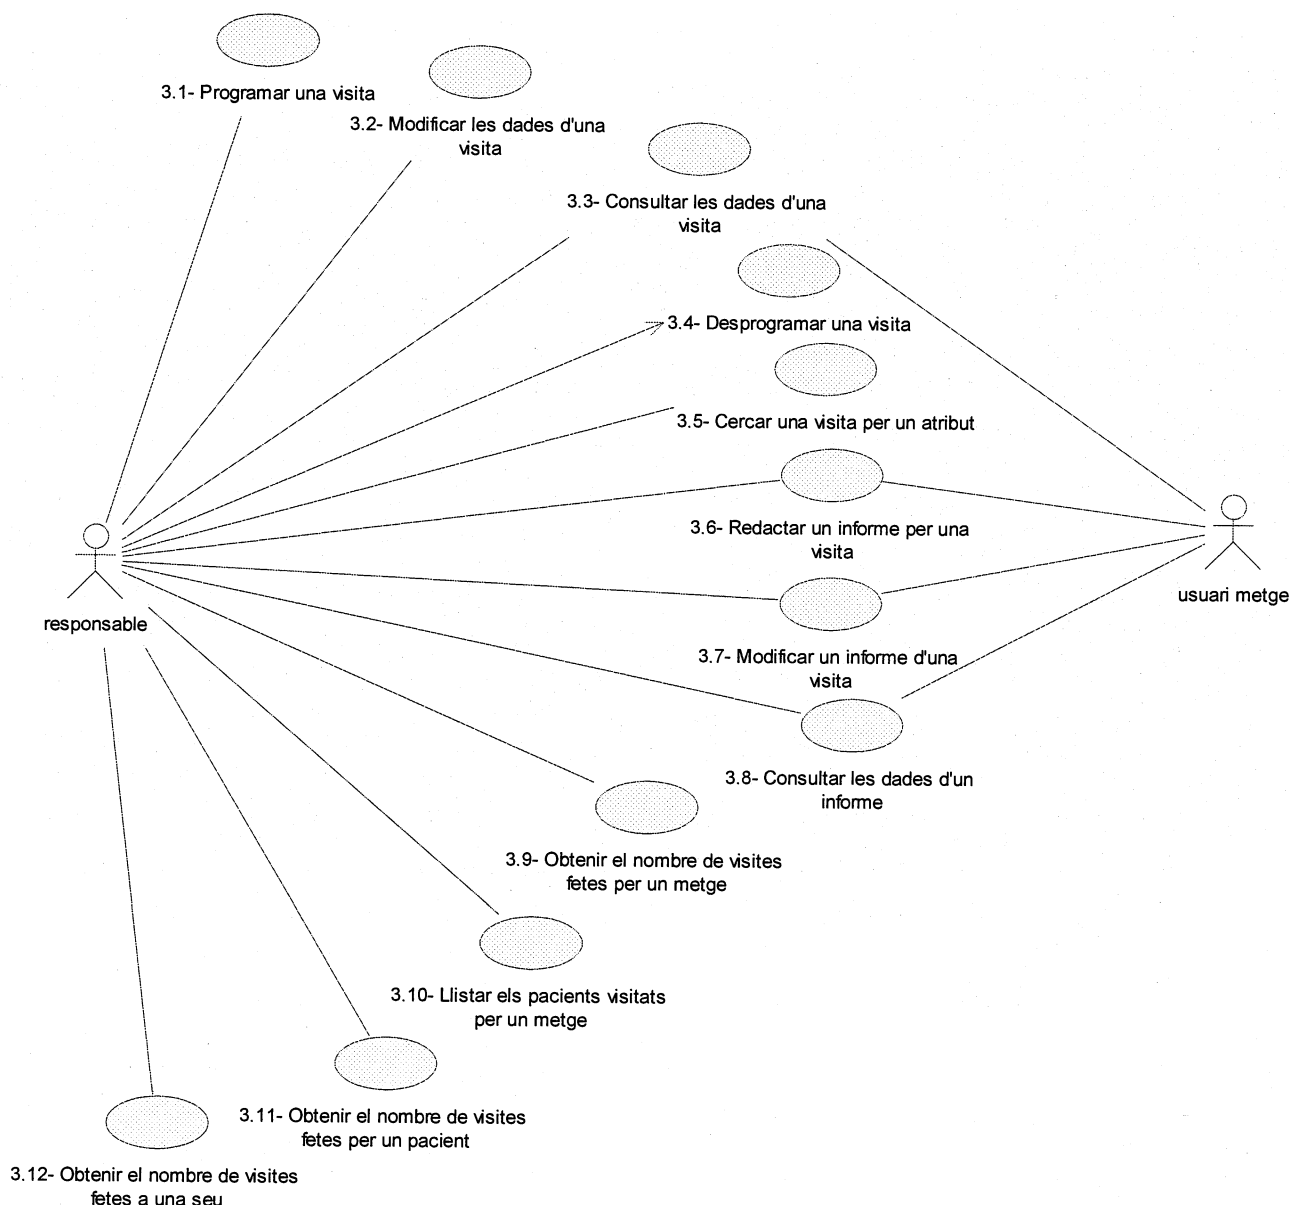 3.1- Programar una visita
3.2- Modificar les dades d'una
visita
3.3- Consultar les dades d'una
visita
3.4- Desprogramar una visita
3.5- Cercar una visita per un atribut
3.6- Redactar un informe per una
visita
responsable
usuari metge
3.7- Modificar un informe d'una
visita
3.8- Consultar les dades d'un
informe
3.9- Obtenir el nombre de visites
fetes per un metge
3.10- Llistar els pacients visitats
per un metge
3.11- Obtenir el nombre de visites
fetes per un pacient
3.12- Obtenir el nombre de visites
fetes a una seu